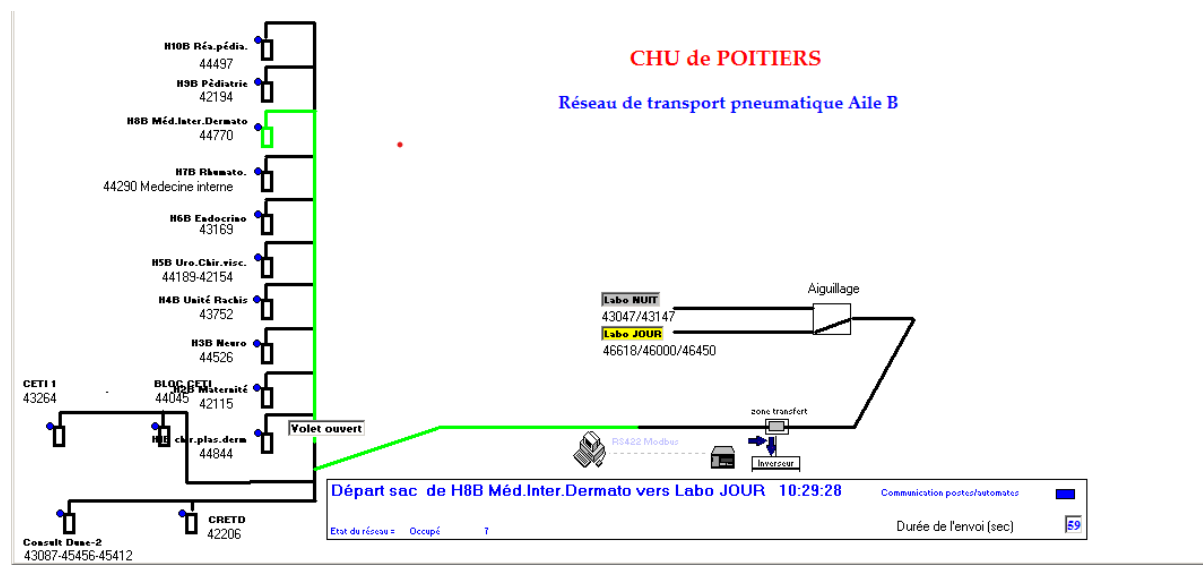 CHU de POITIERS
Réseau de transport pneumatique Aile B
H10B Réa.pédia.
44497
H9B Pèdiatrie
42194
H8B Méd.Inter.Dermato
44770
H7B Rhumato.
44290 Medecine interne
H6B Endocrino
43169
H5B Uro.Chir.visc.
44189-42154
H4B Unité Rachis
43752
H3B Neuro
44526
H2B Maternité
42115
CETI 1
43264
BLOC CETI
44045
chr.plas.derm
44844
Volet ouvert
CRETD
42206
Consult Dune-2
43087-45456-45412
Aiguillage
Labo NUIT
43047/43147
Labo JOUR
46618/46000/46450
zone transfert
RS422 Modbus
Inverseur
Départ sac de H8B Méd.Inter.Dermato vers Labo JOUR 10:29:28
Communication postes/automates
Etat du réseau = Occupé 7
Durée de l'envoi (sec) 59